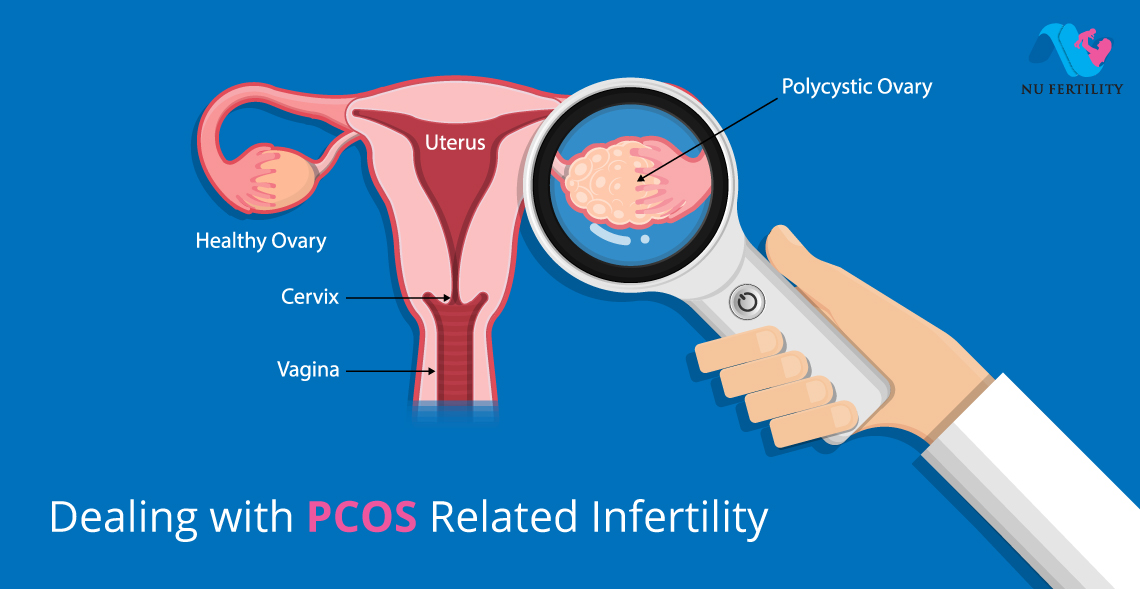 NU FERTILITY
Polycystic Ovary
Uterus
Healthy Ovary
Cervix
Vagina
Dealing with PCOS Related Infertility